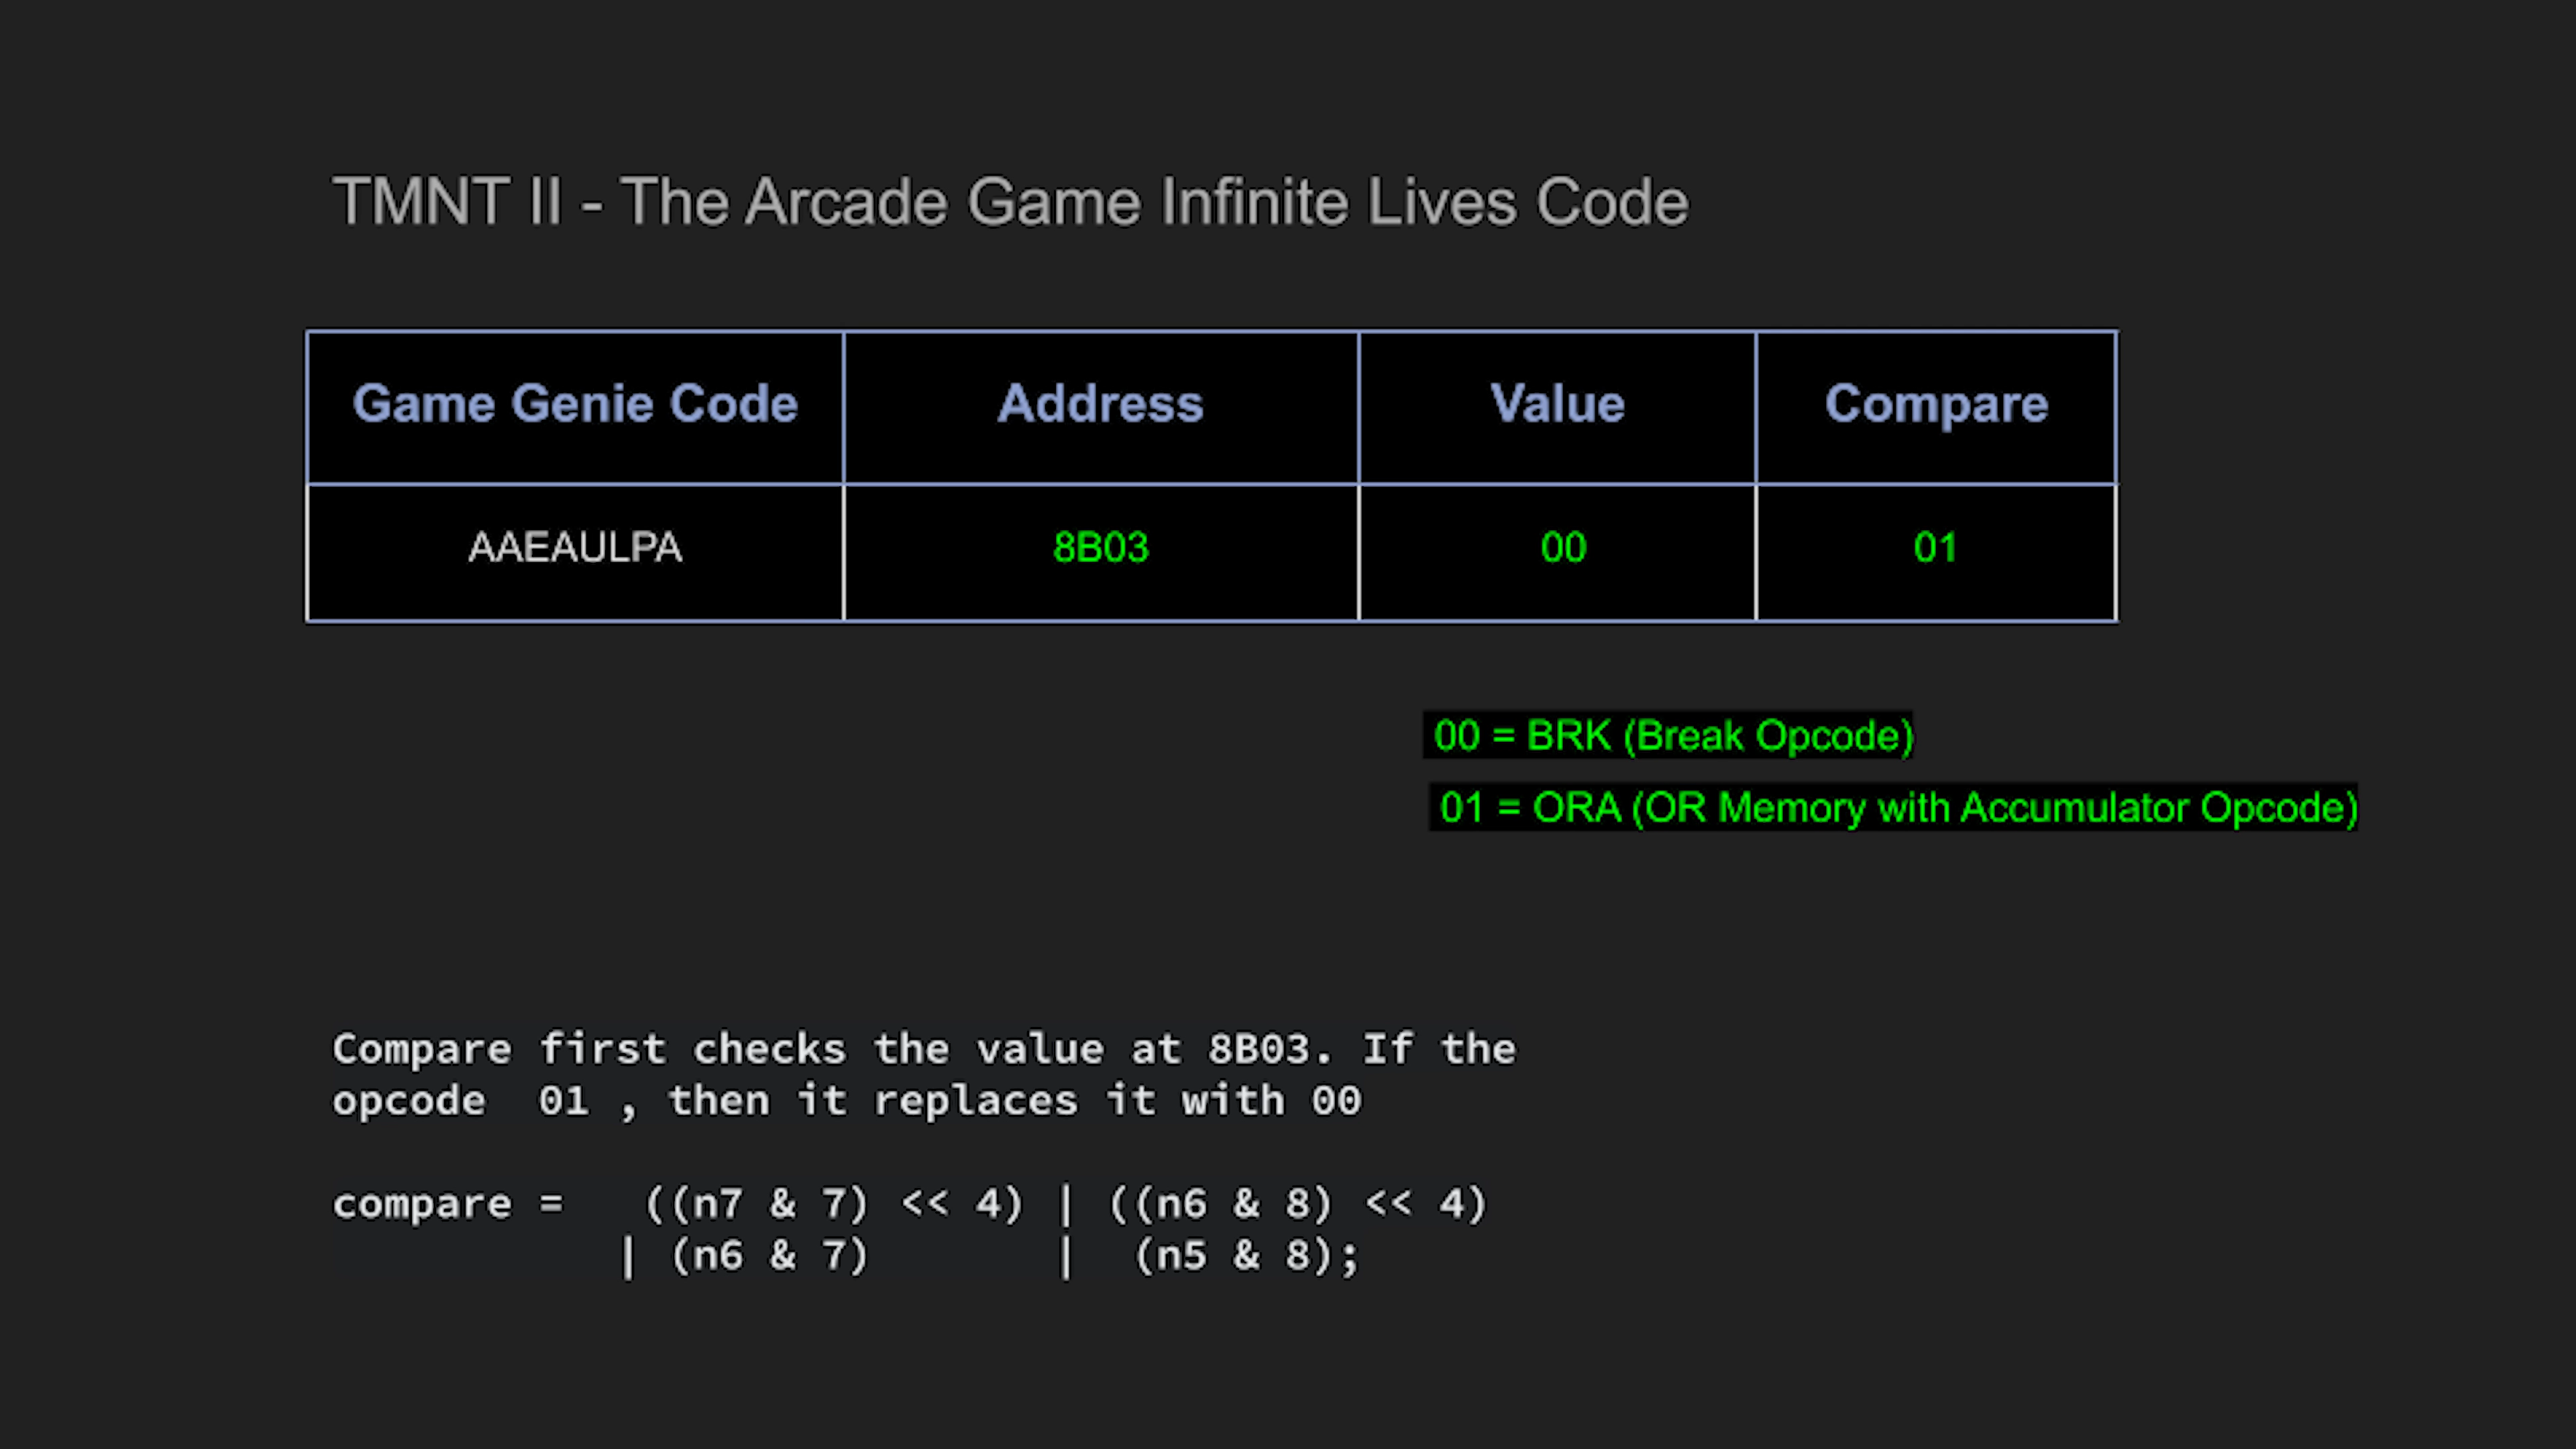 TMNT II - The Arcade Game Infinite Lives Code
Game Genie Code Address Value Compare
AAEAULPA 8B03 00 01
00 = BRK (Break Opcode)
01 = ORA (OR Memory with Accumulator Opcode)
Compare first checks the value at 8B03. If the
opcode 01 , then it replaces it with 00
compare = ((n7 & 7) << 4) | ((n6 & 8) << 4)
| (n6 & 7) | (n5 & 8);